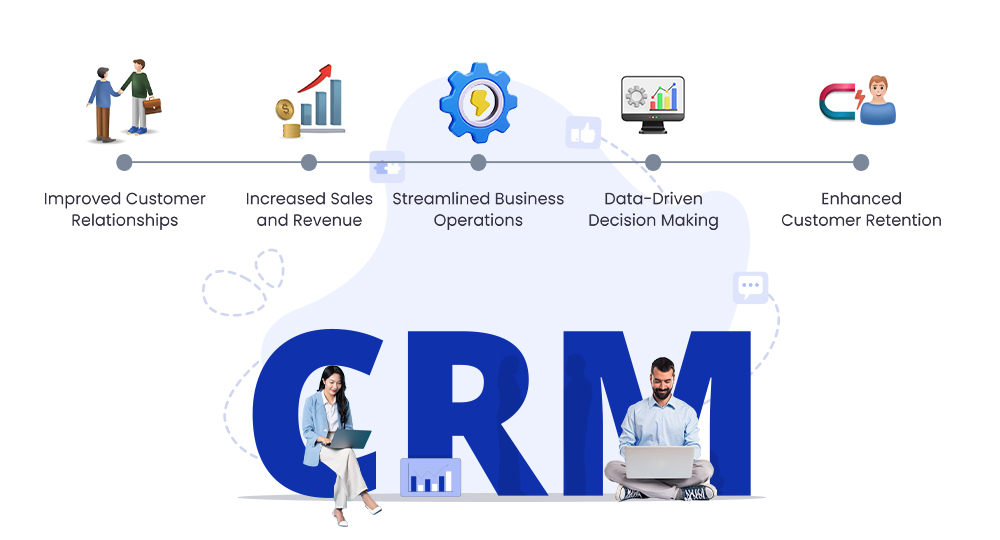 Improved Customer
Relationships
Increased Sales
and Revenue
Streamlined Business
Operations
Data-Driven
Decision Making
Enhanced
Customer Retention
CRM